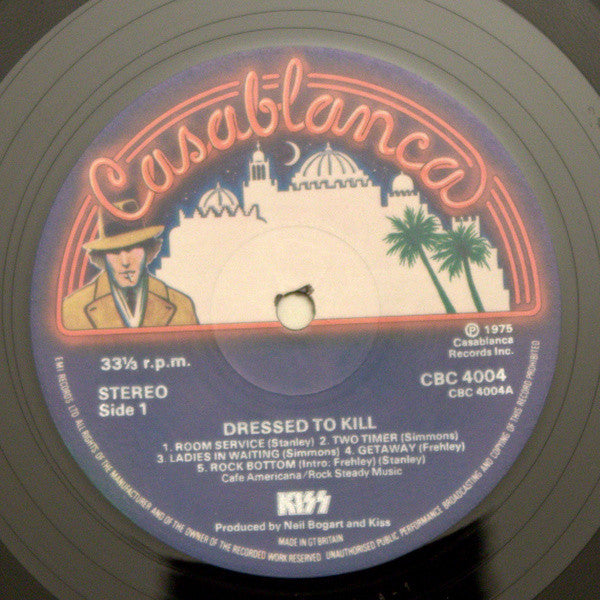 Casablanca
33⅓ r.p.m.
STEREO
Side 1
Ⓟ 1975
Casablanca
Records Inc.
CBC 4004
CBC 4004A
DRESSED TO KILL
1. ROOM SERVICE (Stanley) 2. TWO TIMER (Simmons)
3. LADIES IN WAITING (Simmons) 4. GETAWAY (Frehley)
5. ROCK BOTTOM (Intro: Frehley) (Stanley)
Cafe Americana/Rock Steady Music
KISS
Produced by Neil Bogart and Kiss
MADE IN GT BRITAIN
EMI RECORDS LTD ALL RIGHTS OF THE MANUFACTURER AND OF THE OWNER OF THE RECORDED WORK RESERVED UNAUTHORISED PUBLIC PERFORMANCE BROADCASTING AND COPYING OF THIS RECORD PROHIBITED